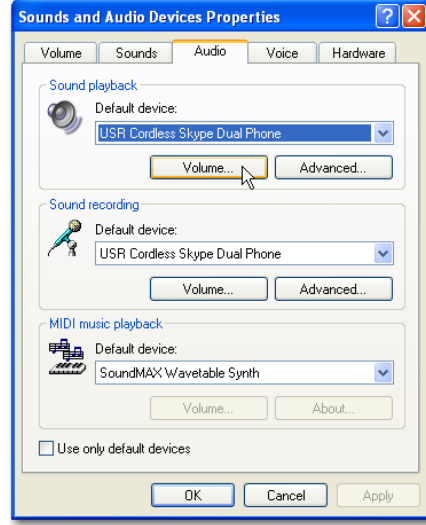 Sounds and Audio Devices Properties
Volume Sounds Audio Voice Hardware
Sound playback
Default device:
USR Cordless Skype Dual Phone
Volume... Advanced...
Sound recording
Default device:
USR Cordless Skype Dual Phone
Volume... Advanced...
MIDI music playback
Default device:
SoundMAX Wavetable Synth
Volume... About...
Use only default devices
OK Cancel Apply